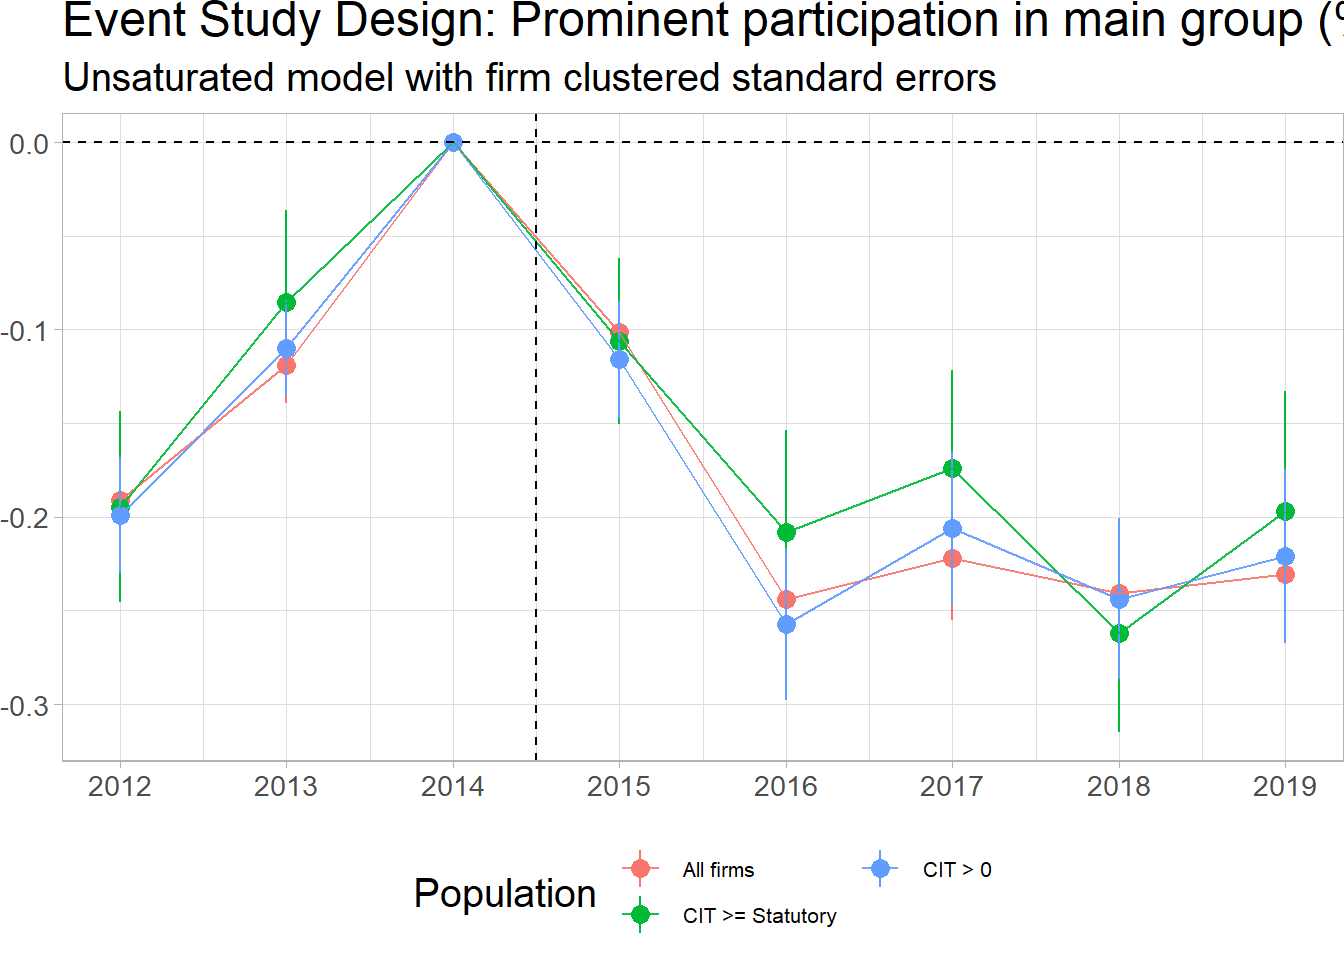 Event Study Design: Prominent participation in main group (%
Unsaturated model with firm clustered standard errors
0.0
-0.1
-0.2
-0.3
2012 2013 2014 2015 2016 2017 2018 2019
Population
All firms
CIT > 0
CIT >= Statutory